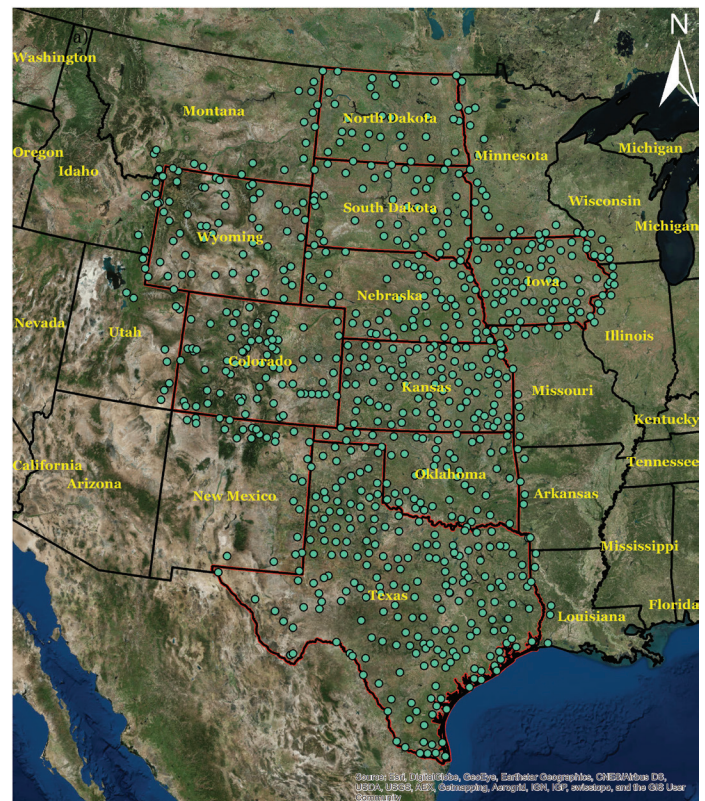 a)
N
Washington
Montana
North Dakota
Minnesota
Michigan
Oregon
Idaho
South Dakota
Wisconsin
Michigan
Wyoming
Iowa
Nebraska
Nevada
Utah
Illinois
Colorado
Kansas
Missouri
Kentucky
California
Arizona
New Mexico
Oklahoma
Arkansas
Tennessee
Mississippi
Texas
Louisiana
Florida
Source: Esri, DigitalGlobe, GeoEye, Earthstar Geographics, CNES/Airbus DS,
USDA, USGS, AEX, Getmapping, Aerogrid, IGN, IGP, swisstopo, and the GIS User
Community